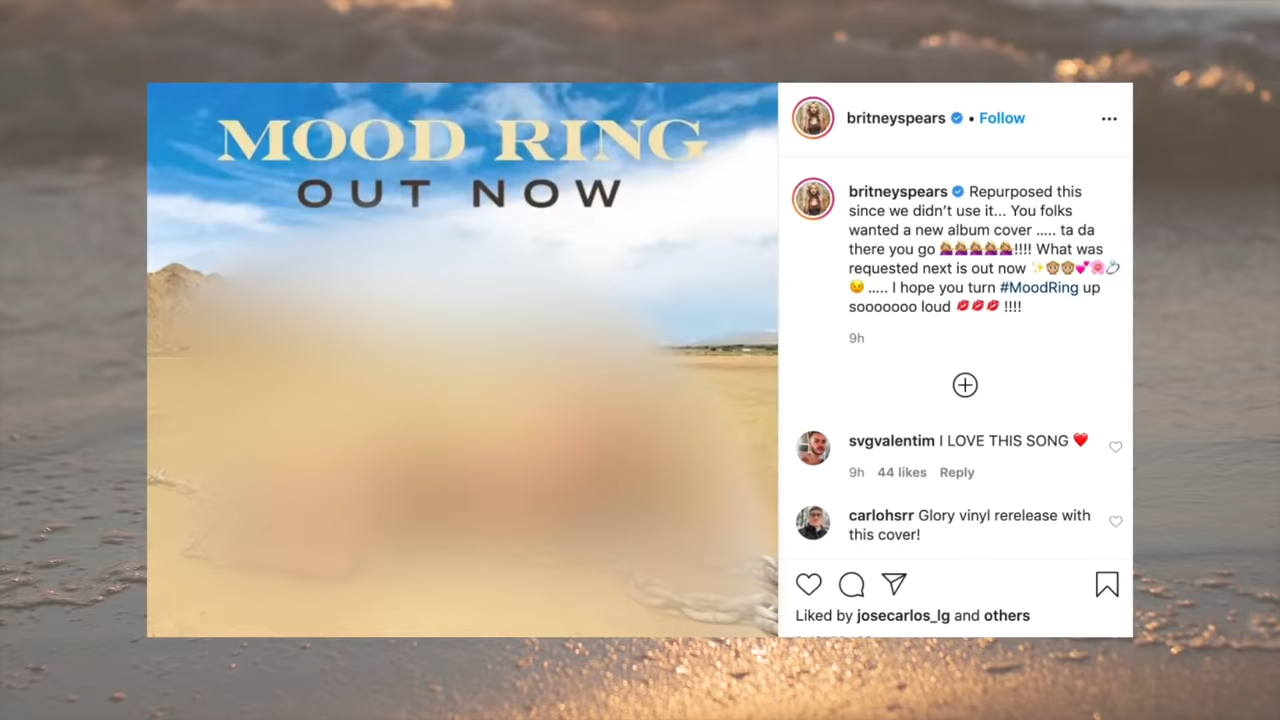 MOOD RING
OUT NOW
britneyspears • Follow
britneyspears Repurposed this
since we didn’t use it... You folks
wanted a new album cover ..... ta da
there you go 🤷🏼‍♀️🤷🏼‍♀️🤷🏼‍♀️🤷🏼‍♀️🤷🏼‍♀️!!!! What was
requested next is out now ✨🐵🐵💕🌸💍
😉 ..... I hope you turn #MoodRing up
sooooooo loud 💋💋💋 !!!!
9h
svgvalentim I LOVE THIS SONG ❤️
9h 44 likes Reply
carlohsrr Glory vinyl rerelease with
this cover!
Liked by josecarlos_lg and others